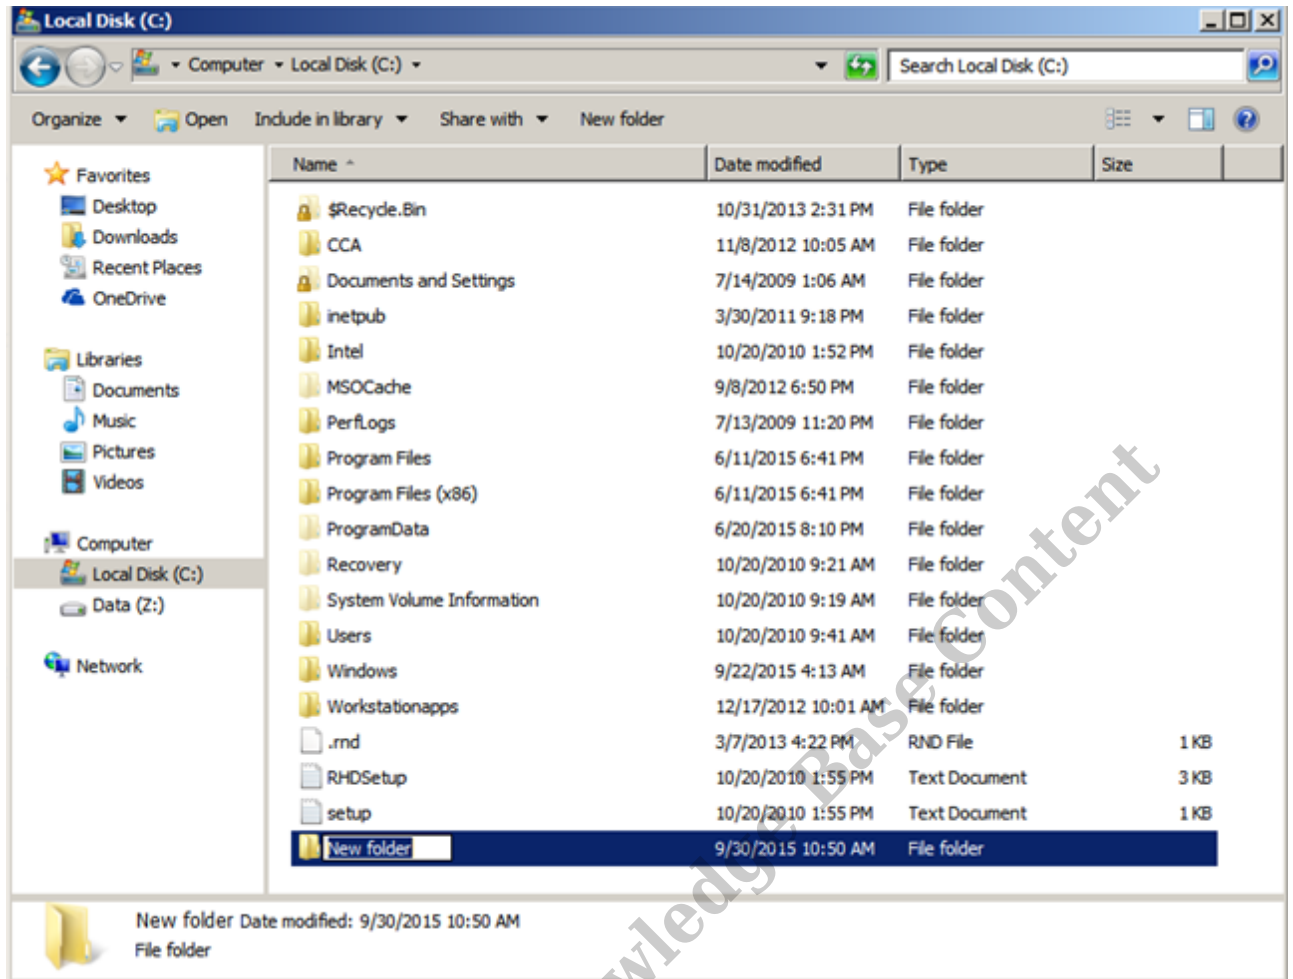 Local Disk (C:)
Computer Local Disk (C:) Search Local Disk (C:)
Organize Open Include in library Share with New folder
Favorites
Desktop
Downloads
Recent Places
OneDrive
Libraries
Documents
Music
Pictures
Videos
Computer
Local Disk (C:)
Data (Z:)
Network
Name Date modified Type Size
$Recycle.Bin 10/31/2013 2:31 PM File folder
CCA 11/8/2012 10:05 AM File folder
Documents and Settings 7/14/2009 1:06 AM File folder
inetpub 3/30/2011 9:18 PM File folder
Intel 10/20/2010 1:52 PM File folder
MSOCache 9/8/2012 6:50 PM File folder
PerfLogs 7/13/2009 11:20 PM File folder
Program Files 6/11/2015 6:41 PM File folder
Program Files (x86) 6/11/2015 6:41 PM File folder
ProgramData 6/20/2015 8:10 PM File folder
Recovery 10/20/2010 9:21 AM File folder
System Volume Information 10/20/2010 9:19 AM File folder
Users 10/20/2010 9:41 AM File folder
Windows 9/22/2015 4:13 AM File folder
Workstationapps 12/17/2012 10:01 AM File folder
.rnd 3/7/2013 4:22 PM RND File 1 KB
RHDSetup 10/20/2010 1:55 PM Text Document 3 KB
setup 10/20/2010 1:55 PM Text Document 1 KB
New folder 9/30/2015 10:50 AM File folder
New folder Date modified: 9/30/2015 10:50 AM
File folder
Base Content